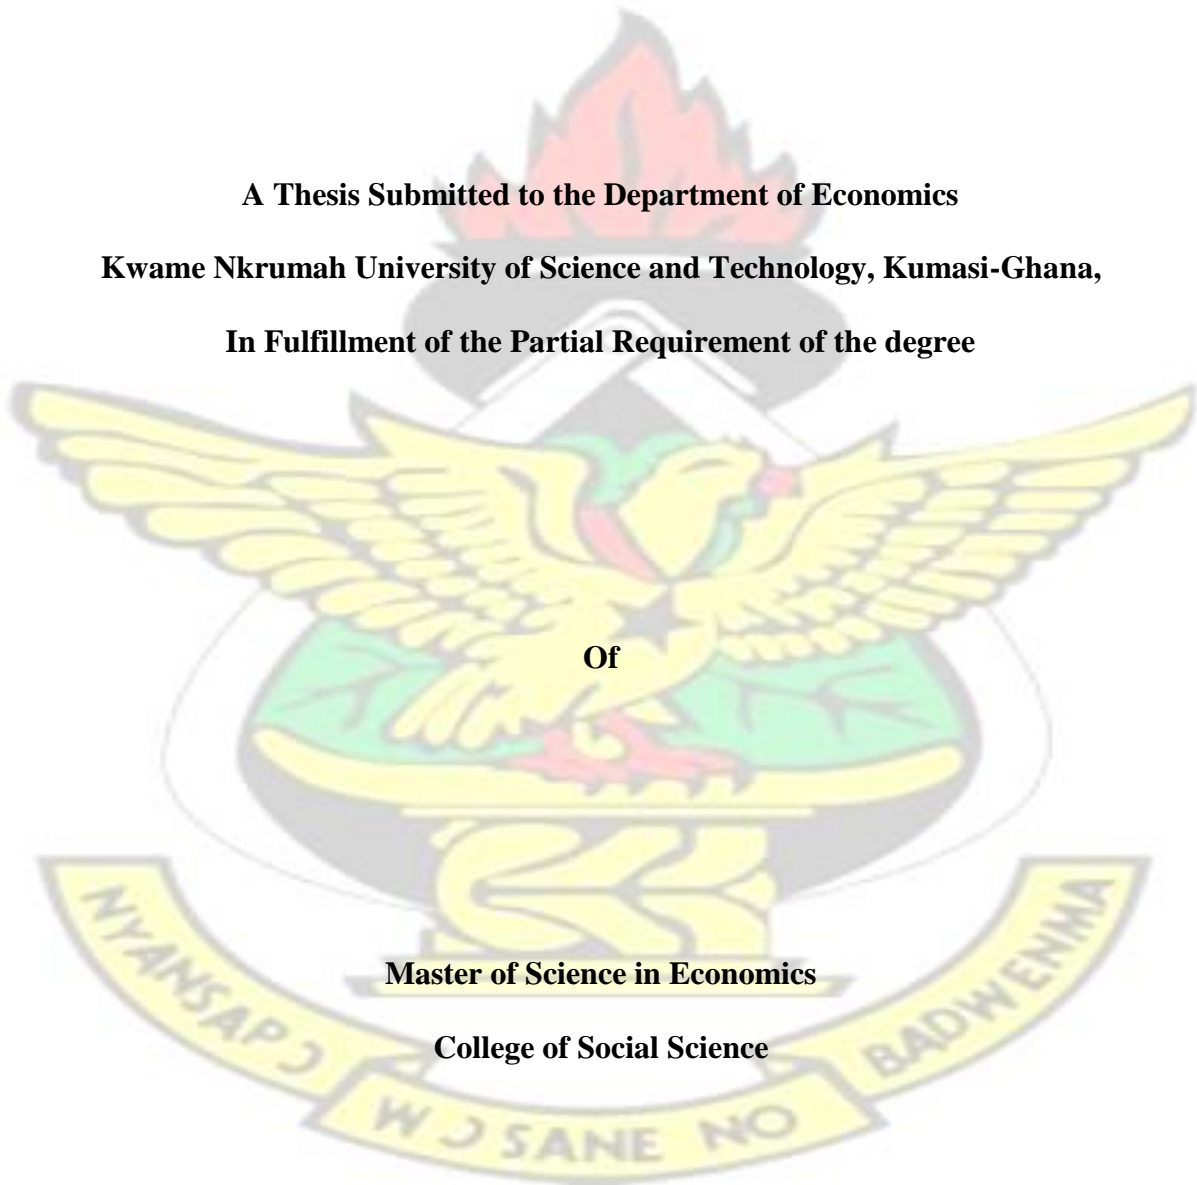 A Thesis Submitted to the Department of Economics
Kwame Nkrumah University of Science and Technology, Kumasi-Ghana,
In Fulfillment of the Partial Requirement of the degree
Of
Master of Science in Economics
College of Social Science
NYANSAPƆ
WƆSANE NO
BADWENMA